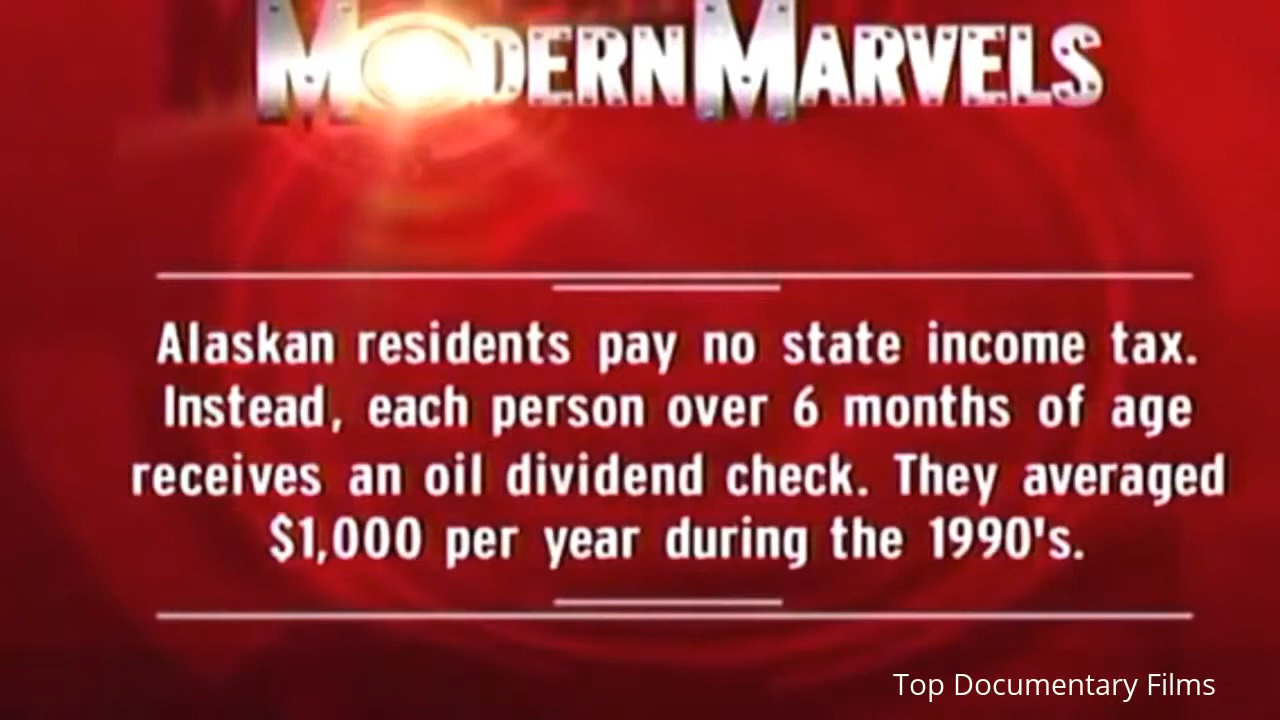 MODERN MARVELS
Alaskan residents pay no state income tax.
Instead, each person over 6 months of age
receives an oil dividend check. They averaged
$1,000 per year during the 1990's.
Top Documentary Films